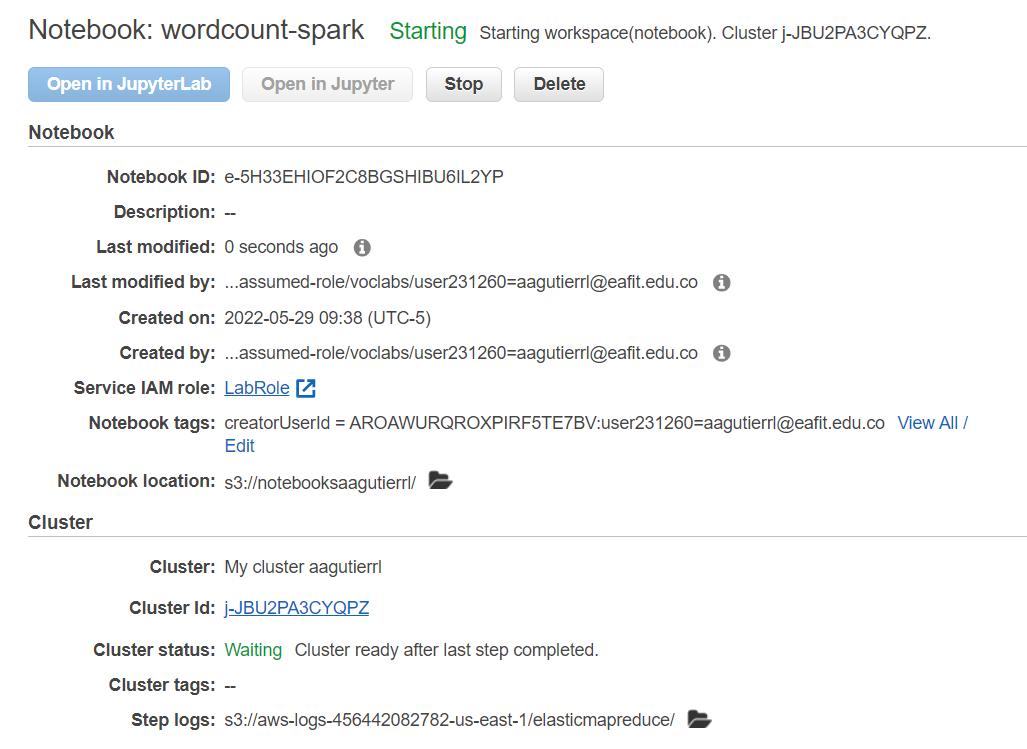 Notebook: wordcount-spark Starting Starting workspace(notebook). Cluster j-JBU2PA3CYQPZ.
Open in JupyterLab Open in Jupyter Stop Delete
Notebook
Notebook ID: e-5H33EHIOF2C8BGSHIBU6IL2YP
Description: --
Last modified: 0 seconds ago
Last modified by: ...assumed-role/voclabs/user231260=aagutierrl@eafit.edu.co
Created on: 2022-05-29 09:38 (UTC-5)
Created by: ...assumed-role/voclabs/user231260=aagutierrl@eafit.edu.co
Service IAM role: LabRole
Notebook tags: creatorUserId = AROAWURQROXPIRF5TE7BV:user231260=aagutierrl@eafit.edu.co View All /
Edit
Notebook location: s3://notebooksaagutierrl/
Cluster
Cluster: My cluster aagutierrl
Cluster Id: j-JBU2PA3CYQPZ
Cluster status: Waiting Cluster ready after last step completed.
Cluster tags: --
Step logs: s3://aws-logs-456442082782-us-east-1/elasticmapreduce/